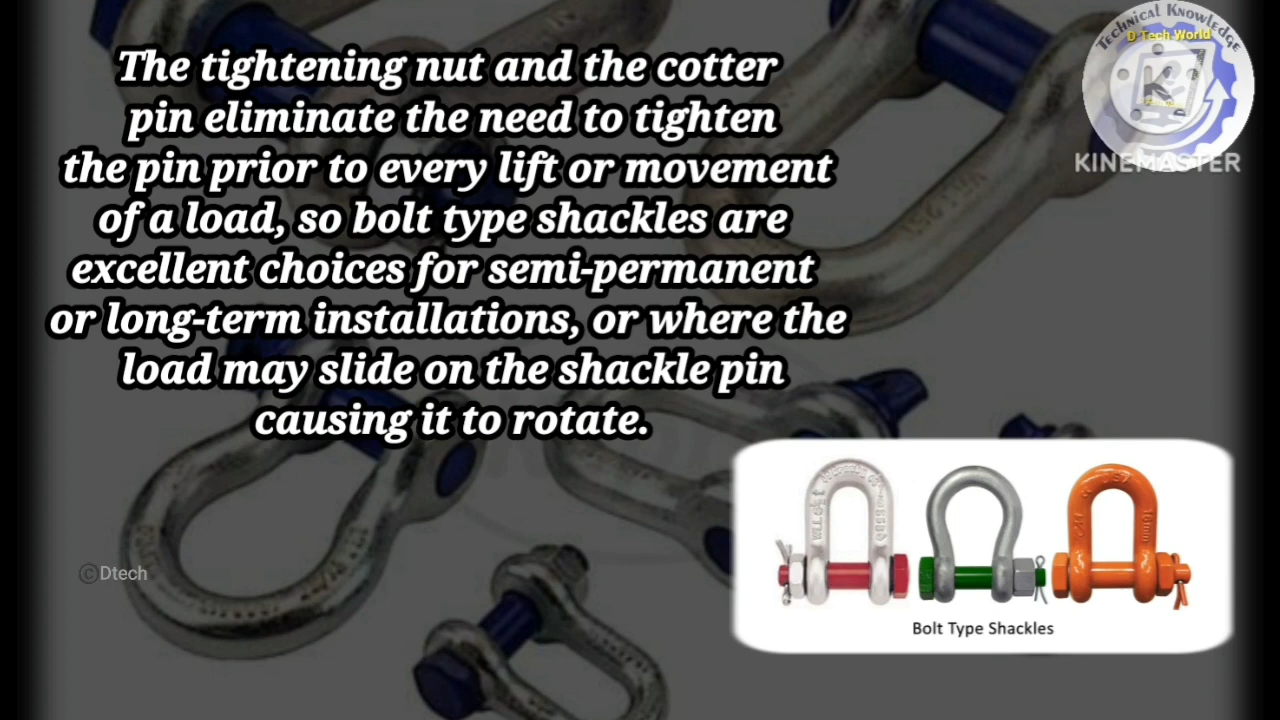 The tightening nut and the cotter
pin eliminate the need to tighten
the pin prior to every lift or movement
of a load, so bolt type shackles are
excellent choices for semi-permanent
or long-term installations, or where the
load may slide on the shackle pin
causing it to rotate.
Technical Knowledge
D Tech World
KINEMASTER
©Dtech
Bolt Type Shackles